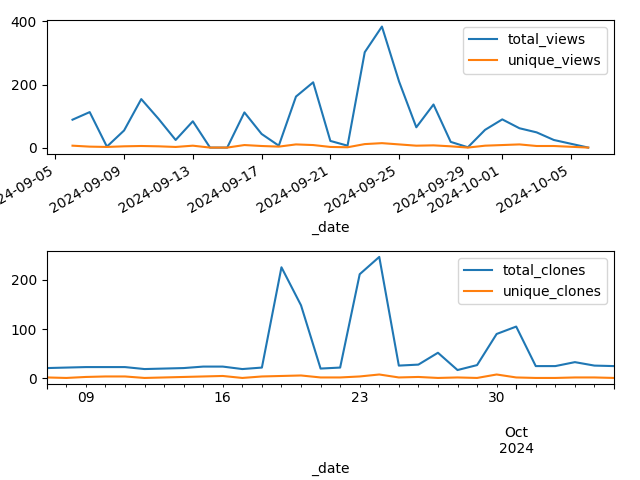 400
200
0
total_views
unique_views
24-09-05
2024-09-09
2024-09-13
2024-09-17
2024-09-21
2024-09-25
2024-09-29
2024-10-01
2024-10-05
_date
200
100
0
total_clones
unique_clones
09
16
23
30
Oct
2024
_date